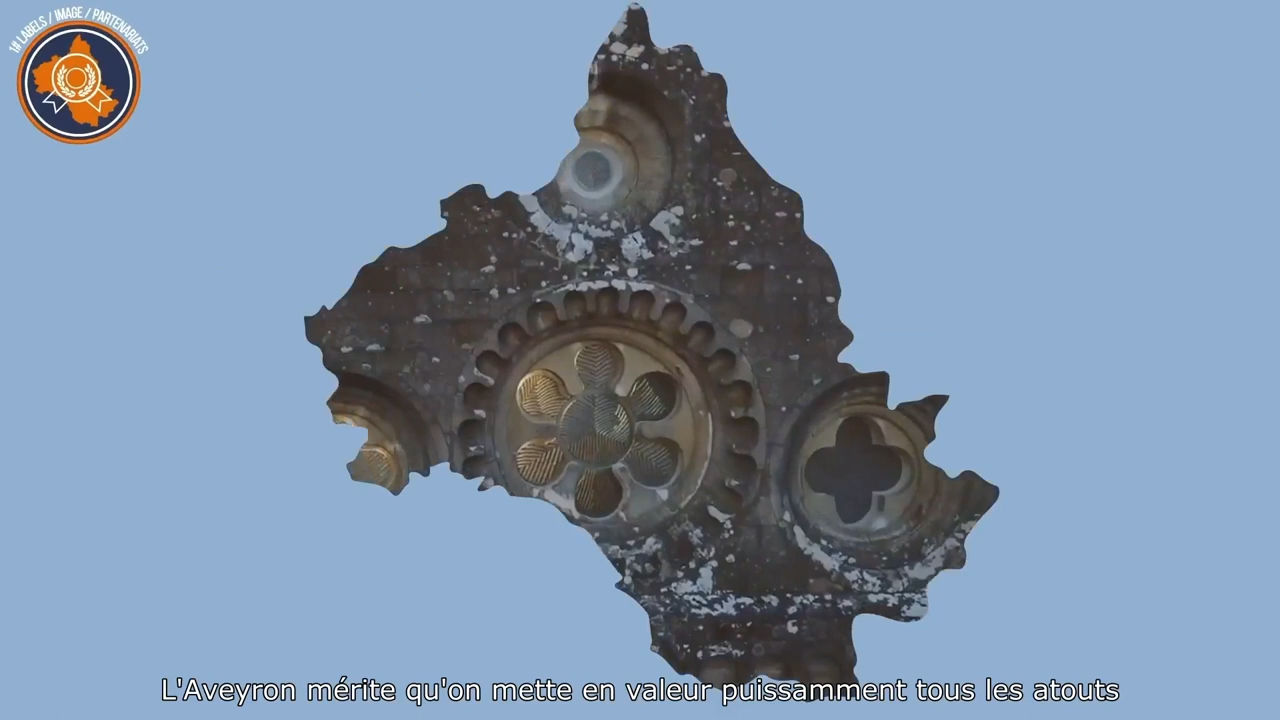 1# LABELS / IMAGE / PARTENARIATS
L'Aveyron mérite qu'on mette en valeur puissamment tous les atouts